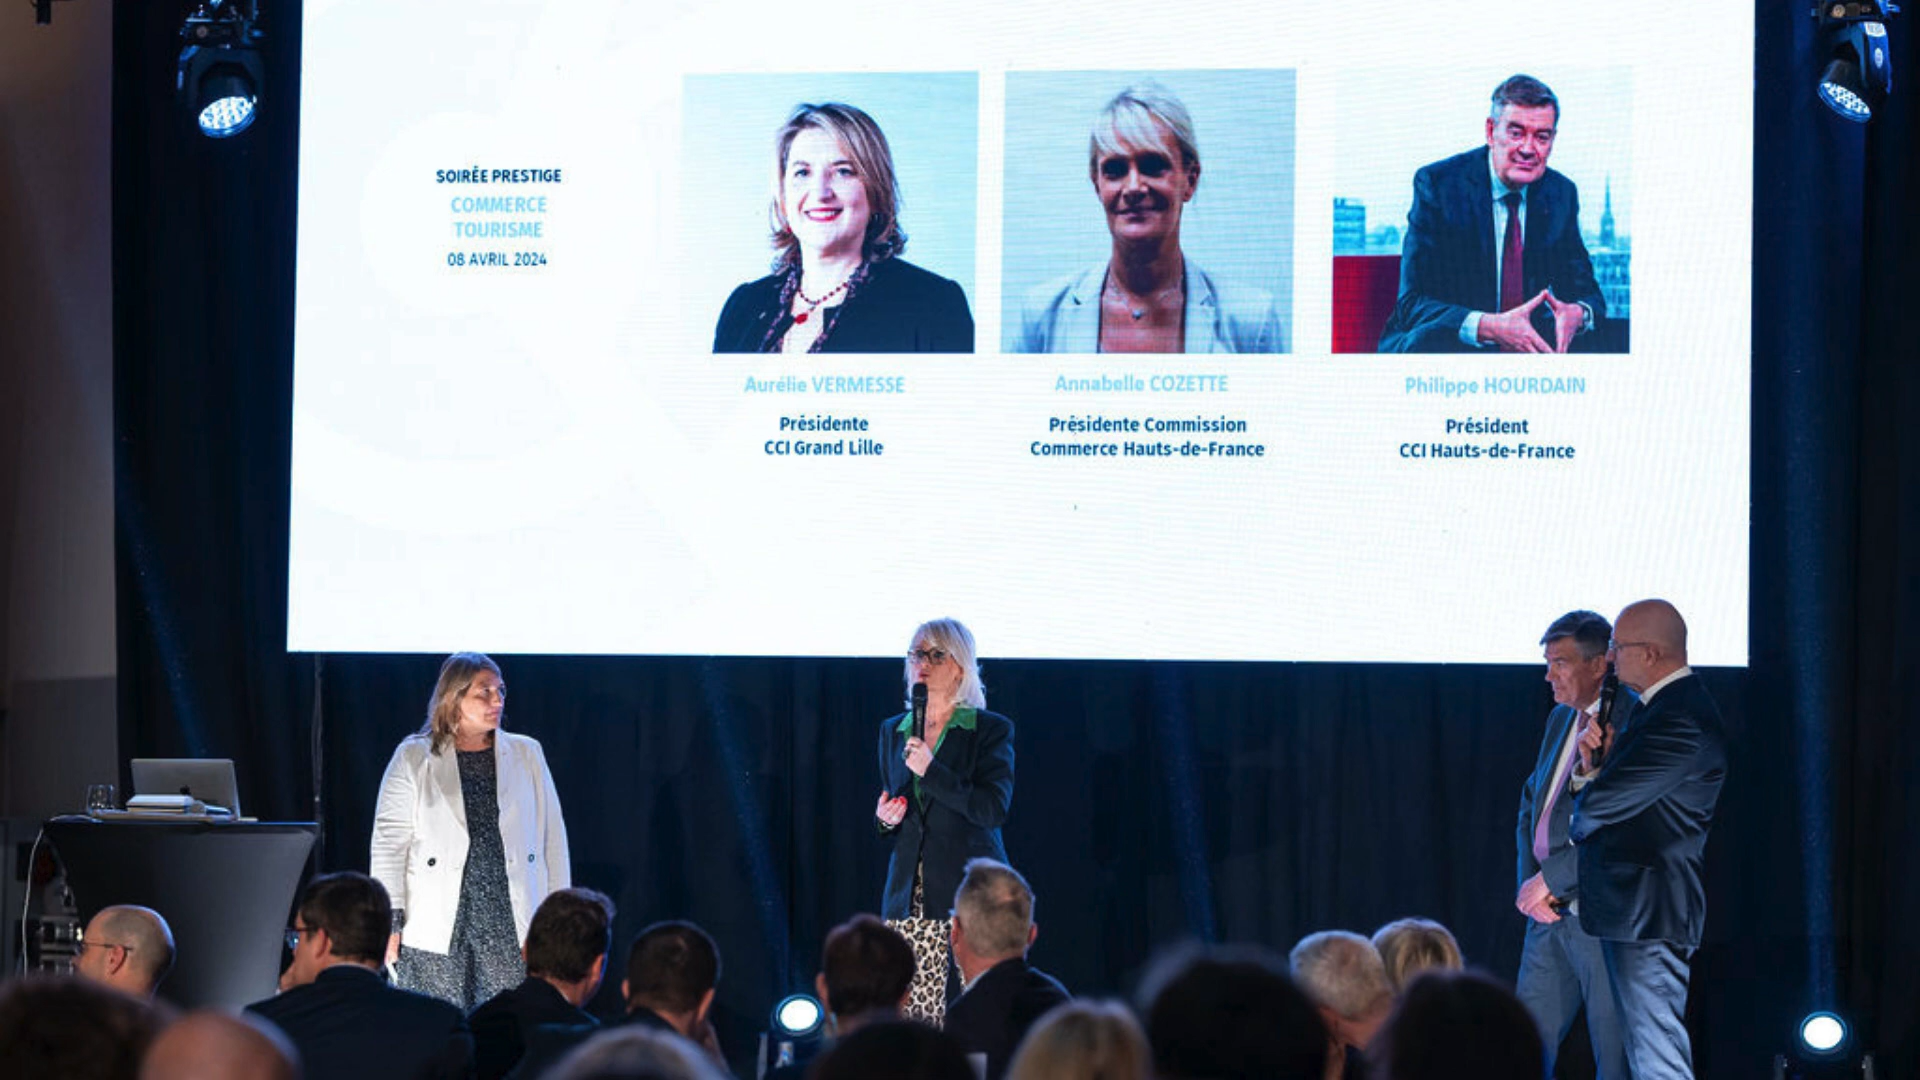 SOIRÉE PRESTIGE
COMMERCE
TOURISME
08 AVRIL 2024
Aurélie VERMESSE
Présidente
CCI Grand Lille
Annabelle COZETTE
Présidente Commission
Commerce Hauts-de-France
Philippe HOURDAIN
Président
CCI Hauts-de-France